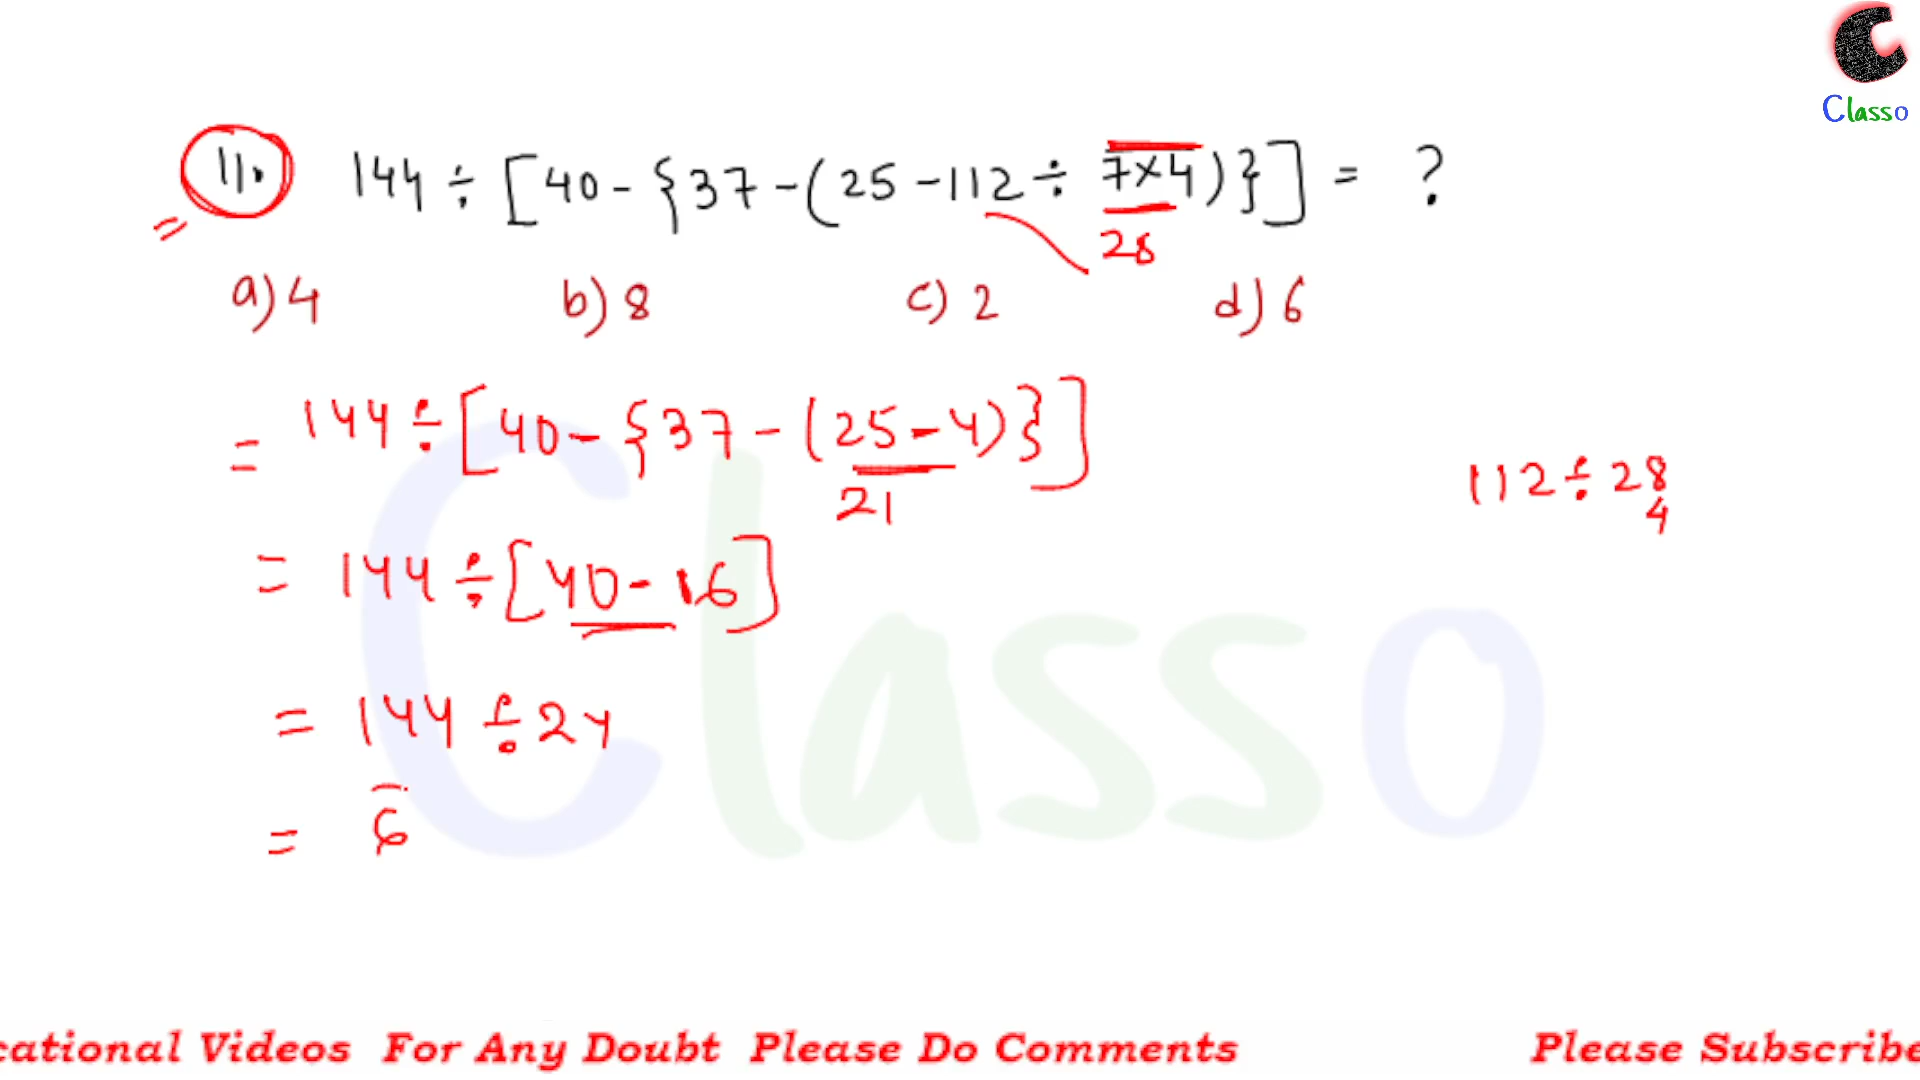 Classo
11. 144 ÷ [40 - {37 - (25 - 112 ÷ 7×4)}] = ?
=
28
a) 4 b) 8 c) 2 d) 6
= 144 ÷ [40 - {37 - (25 - 4)}]
21
112 ÷ 28
4
= 144 ÷ [40 - 16]
= 144 ÷ 24
= 6
Classo
cational Videos For Any Doubt Please Do Comments Please Subscribe